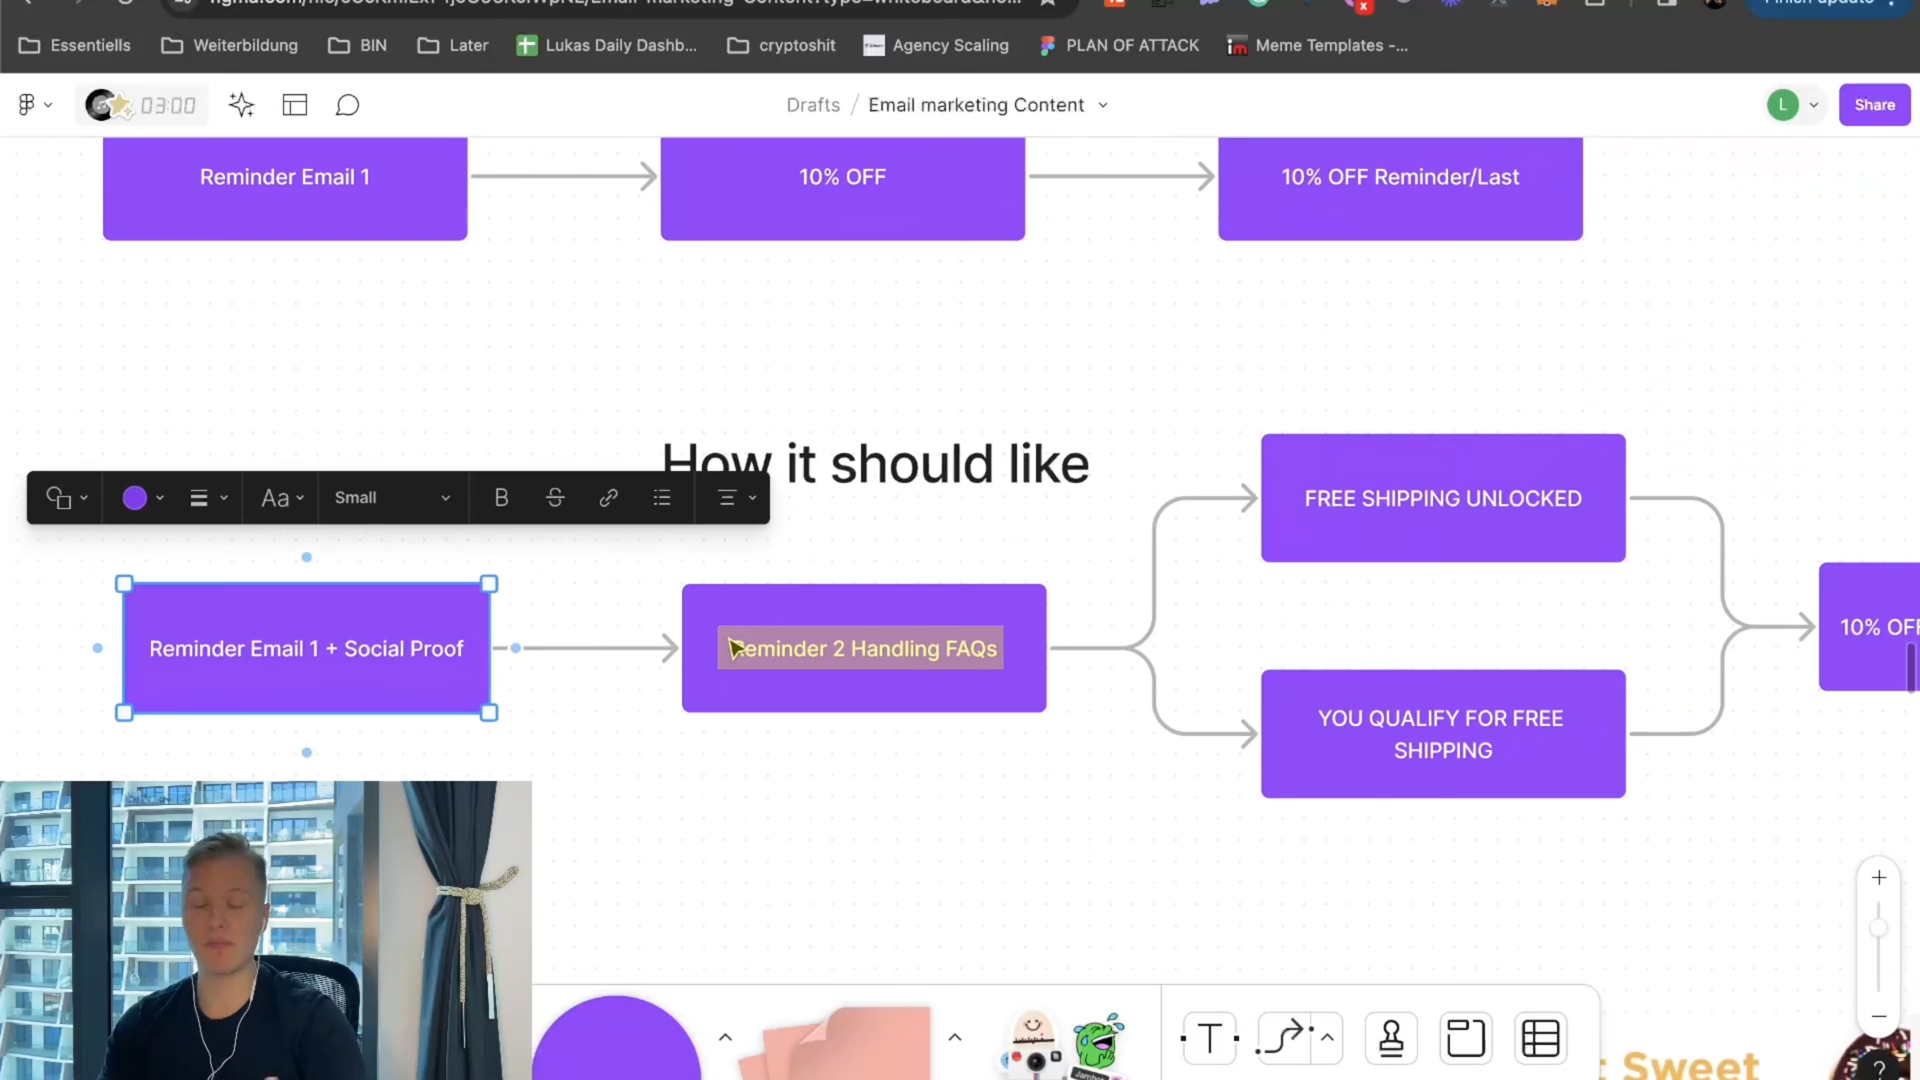 Essentiells
Weiterbildung
BIN
Later
Lukas Daily Dashb...
cryptoshit
Agency Scaling
PLAN OF ATTACK
Meme Templates -...
03:00
Drafts / Email marketing Content
L
Share
Reminder Email 1
10% OFF
10% OFF Reminder/Last
How it should like
Aa
Small
B
S
FREE SHIPPING UNLOCKED
Reminder Email 1 + Social Proof
Reminder 2 Handling FAQs
10% OFF
YOU QUALIFY FOR FREE
SHIPPING
T
Sweet
?